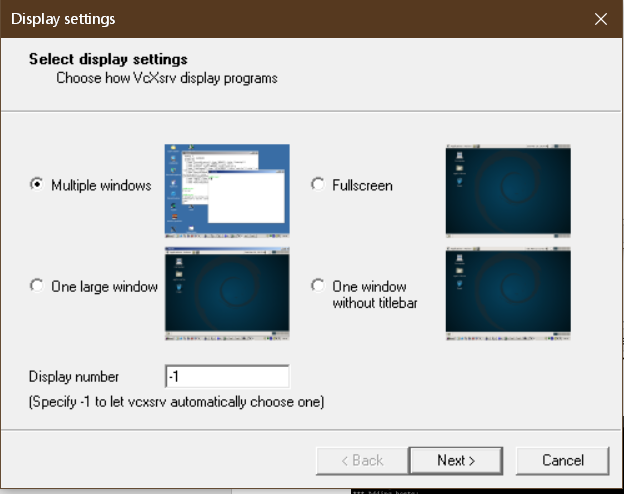 Display settings
Select display settings
Choose how VcXsrv display programs
Multiple windows
Fullscreen
One large window
One window
without titlebar
Display number
-1
(Specify -1 to let vcxsrv automatically choose one)
< Back
Next >
Cancel